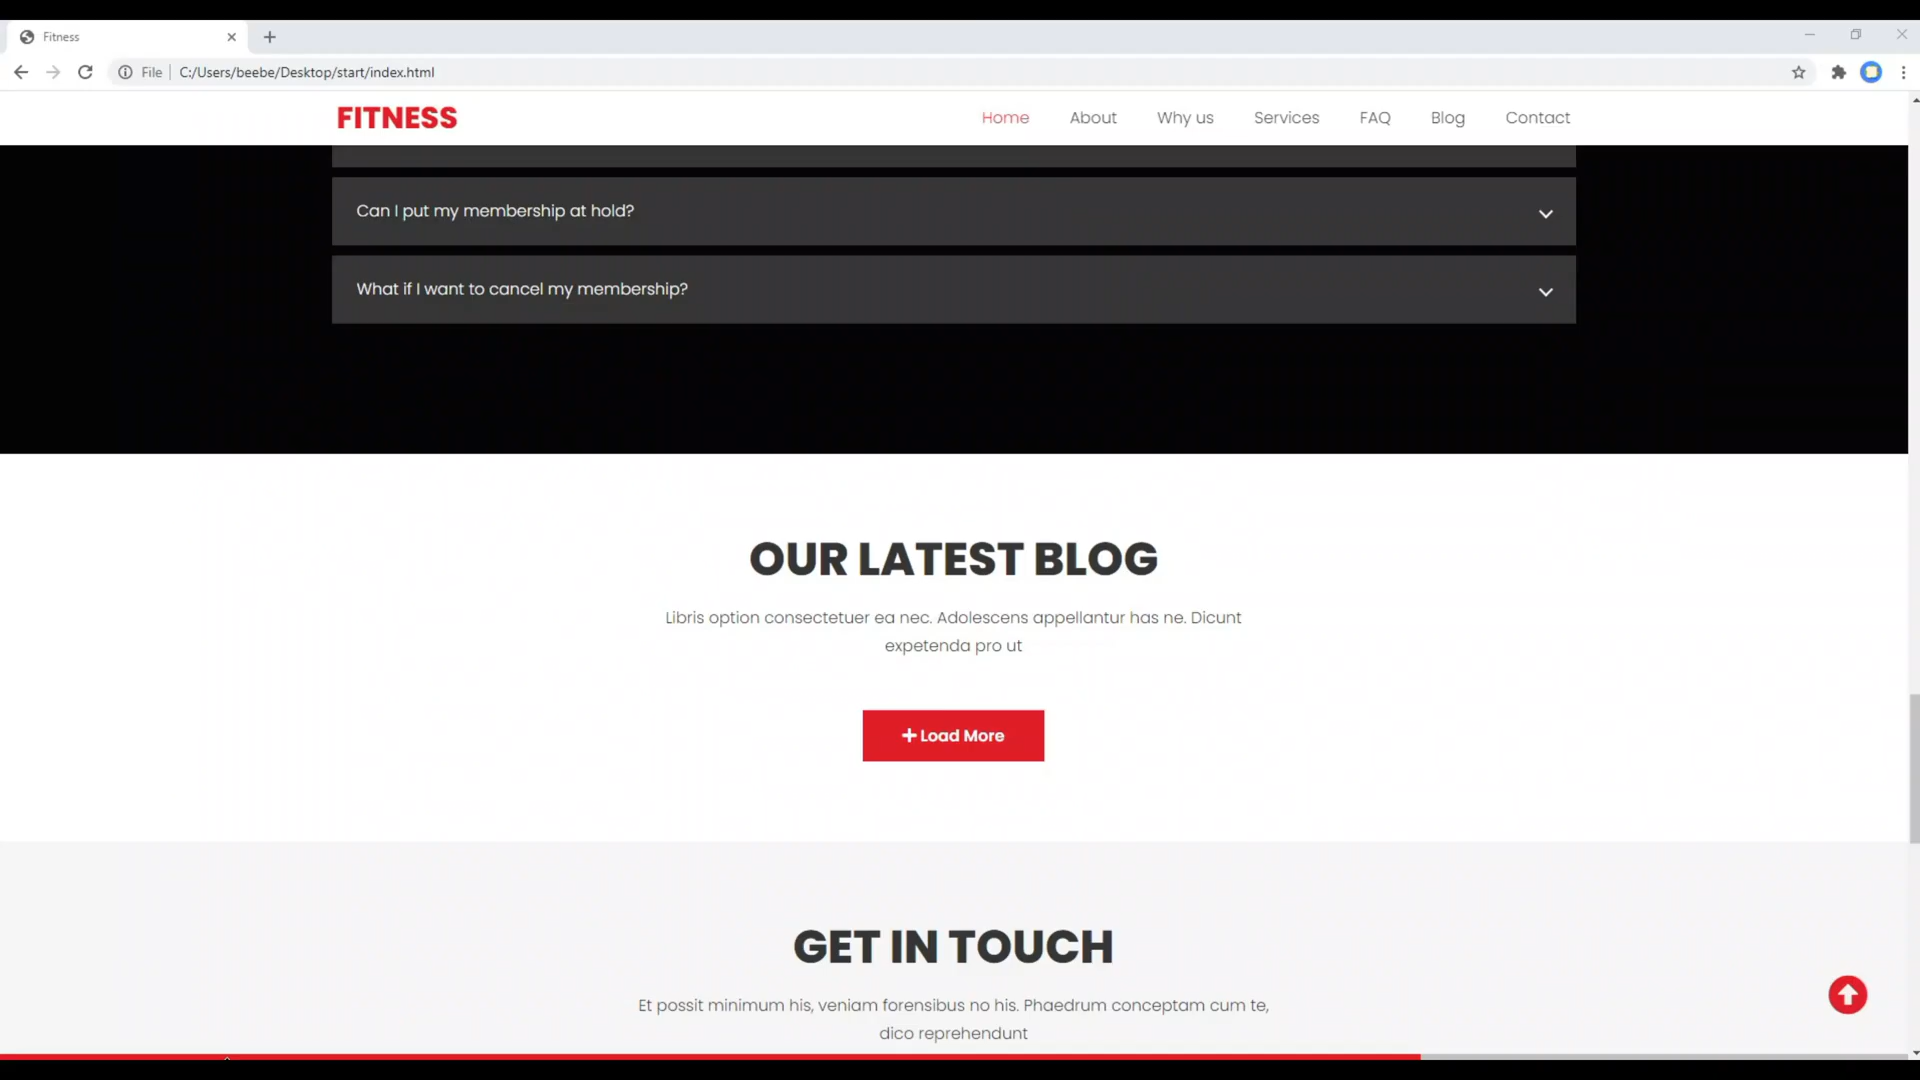 Fitness
File C:/Users/beebe/Desktop/start/index.html
FITNESS Home About Why us Services FAQ Blog Contact
Can I put my membership at hold?
What if I want to cancel my membership?
OUR LATEST BLOG
Libris option consectetuer ea nec. Adolescens appellantur has ne. Dicunt
expetenda pro ut
Load More
GET IN TOUCH
Et possit minimum his, veniam forensibus no his. Phaedrum conceptam cum te,
dico reprehendunt